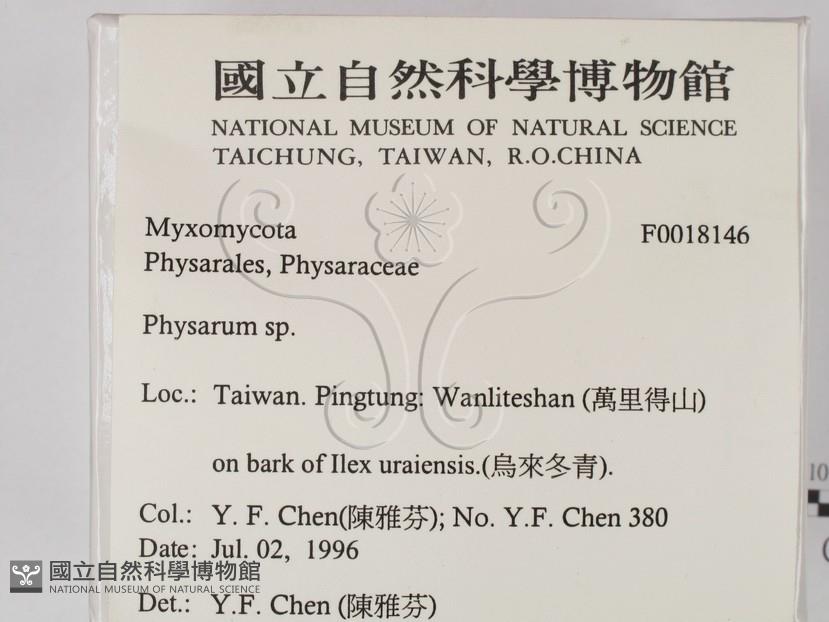 國立自然科學博物館
NATIONAL MUSEUM OF NATURAL SCIENCE
TAICHUNG, TAIWAN, R.O.CHINA
Myxomycota F0018146
Physarales, Physaraceae
Physarum sp.
Loc.: Taiwan. Pingtung: Wanliteshan (萬里得山)
on bark of Ilex uraiensis.(烏來冬青).
Col.: Y. F. Chen(陳雅芬); No. Y.F. Chen 380
Date: Jul. 02, 1996
Det.: Y.F. Chen (陳雅芬)
國立自然科學博物館
NATIONAL MUSEUM OF NATURAL SCIENCE
10